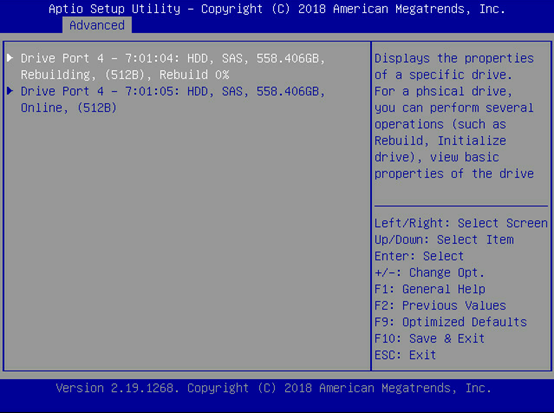 Aptio Setup Utility – Copyright (C) 2018 American Megatrends, Inc.
Advanced
Drive Port 4 - 7:01:04: HDD, SAS, 558.406GB,
Rebuilding, (512B), Rebuild 0%
Drive Port 4 - 7:01:05: HDD, SAS, 558.406GB,
Online, (512B)
Displays the properties
of a specific drive.
For a phsical drive,
you can perform several
operations (such as
Rebuild, Initialize
drive), view basic
properties of the drive
Left/Right: Select Screen
Up/Down: Select Item
Enter: Select
+/-: Change Opt.
F1: General Help
F2: Previous Values
F9: Optimized Defaults
F10: Save & Exit
ESC: Exit
Version 2.19.1268. Copyright (C) 2018 American Megatrends, Inc.